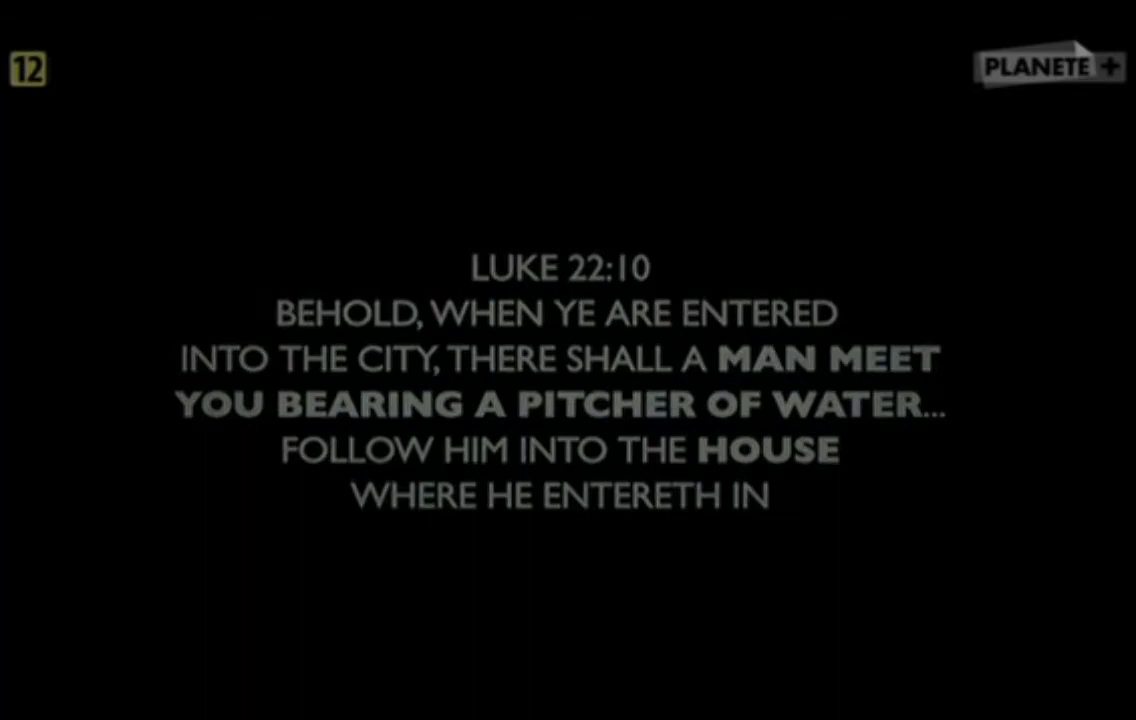 12
PLANETE +
LUKE 22:10
BEHOLD, WHEN YE ARE ENTERED
INTO THE CITY, THERE SHALL A MAN MEET
YOU BEARING A PITCHER OF WATER...
FOLLOW HIM INTO THE HOUSE
WHERE HE ENTERETH IN